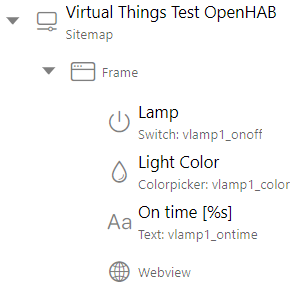 Virtual Things Test OpenHAB
Sitemap
Frame
Lamp
Switch: vlamp1_onoff
Light Color
Colorpicker: vlamp1_color
Aa
On time [%s]
Text: vlamp1_ontime
Webview